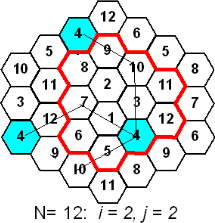 12
4 6
5 9 5
10 8 10 8
11 2 11
3 7 3 7
12 1 12
4 6 4 6
9 5 9
10 8
11
N= 12: i = 2, j = 2